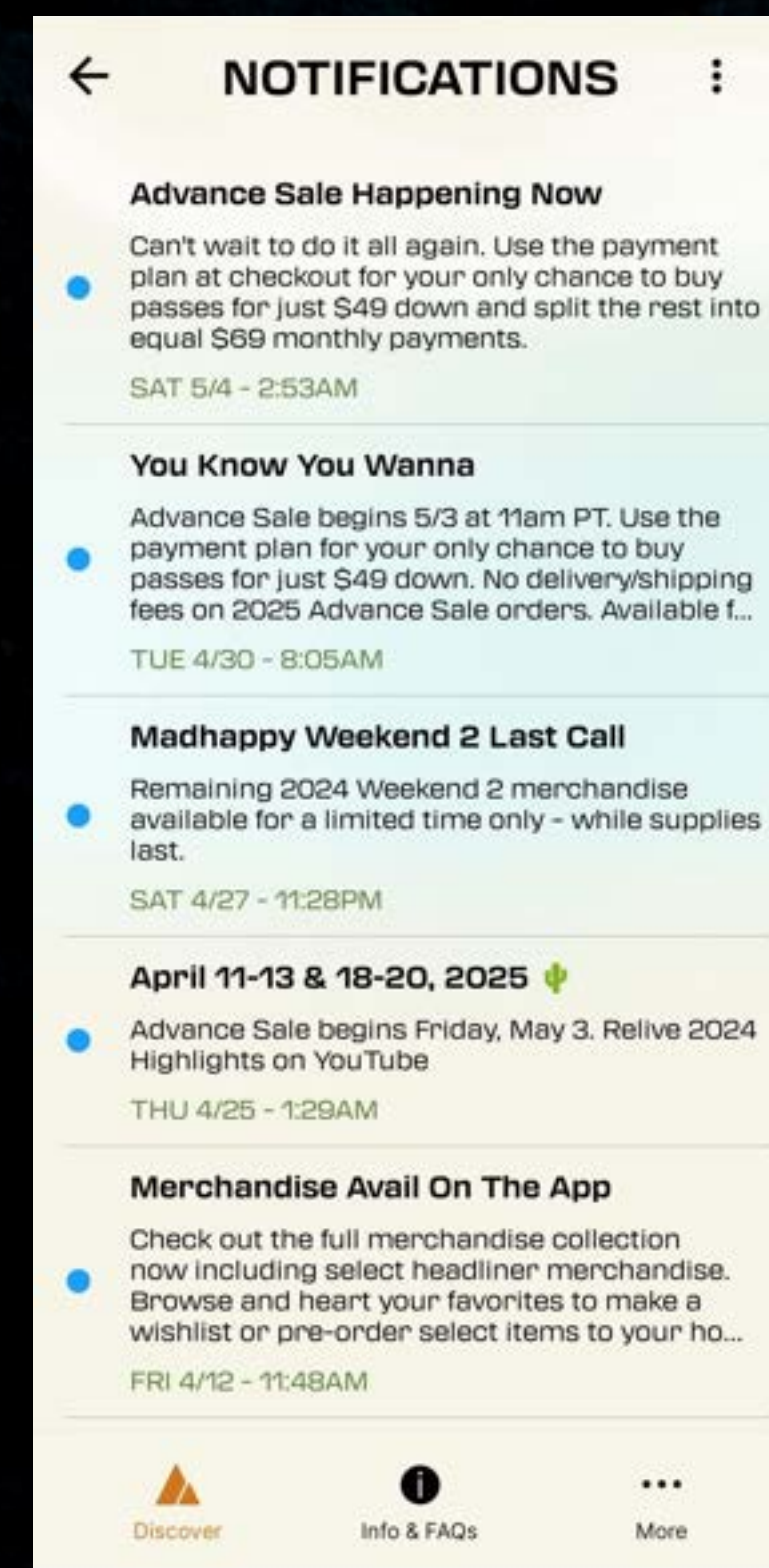 NOTIFICATIONS
Advance Sale Happening Now
Can't wait to do it all again. Use the payment
plan at checkout for your only chance to buy
passes for just $49 down and split the rest into
equal $69 monthly payments.
SAT 5/4 - 2:53AM
You Know You Wanna
Advance Sale begins 5/3 at 11am PT. Use the
payment plan for your only chance to buy
passes for just $49 down. No delivery/shipping
fees on 2025 Advance Sale orders. Available f...
TUE 4/30 - 8:05AM
Madhappy Weekend 2 Last Call
Remaining 2024 Weekend 2 merchandise
available for a limited time only - while supplies
last.
SAT 4/27 - 11:28PM
April 11-13 & 18-20, 2025 🌵
Advance Sale begins Friday, May 3. Relive 2024
Highlights on YouTube
THU 4/25 - 1:29AM
Merchandise Avail On The App
Check out the full merchandise collection
now including select headliner merchandise.
Browse and heart your favorites to make a
wishlist or pre-order select items to your ho...
FRI 4/12 - 11:48AM
Discover
Info & FAQs
More